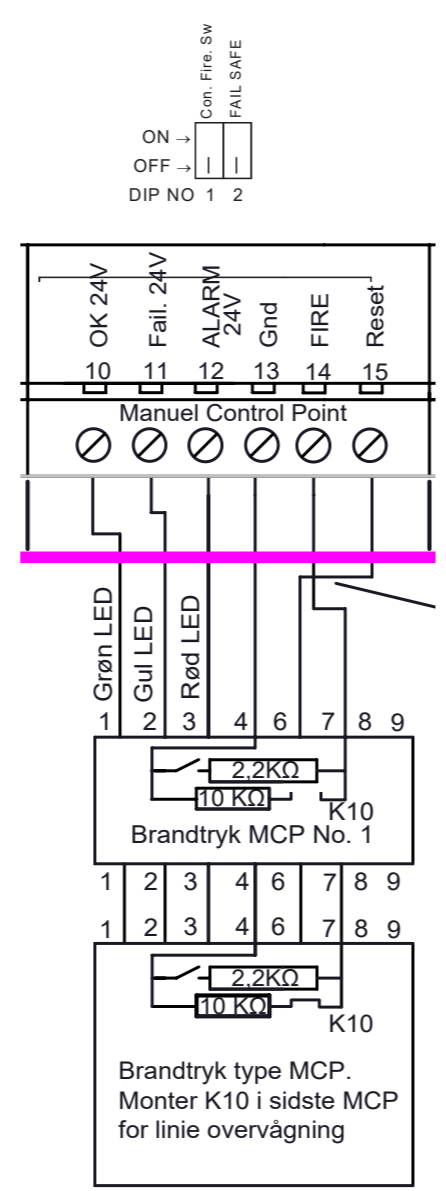 Con. Fire. Sw
FAIL SAFE
ON →
OFF →
DIP NO 1 2
OK 24V
Fail. 24V
ALARM
24V
Gnd
FIRE
Reset
10 11 12 13 14 15
Manuel Control Point
Grøn LED
Gul LED
Rød LED
1 2 3 4 6 7 8 9
2,2KΩ
10 KΩ
K10
Brandtryk MCP No. 1
1 2 3 4 6 7 8 9
1 2 3 4 6 7 8 9
2,2KΩ
10 KΩ
K10
Brandtryk type MCP.
Monter K10 i sidste MCP
for linie overvågning